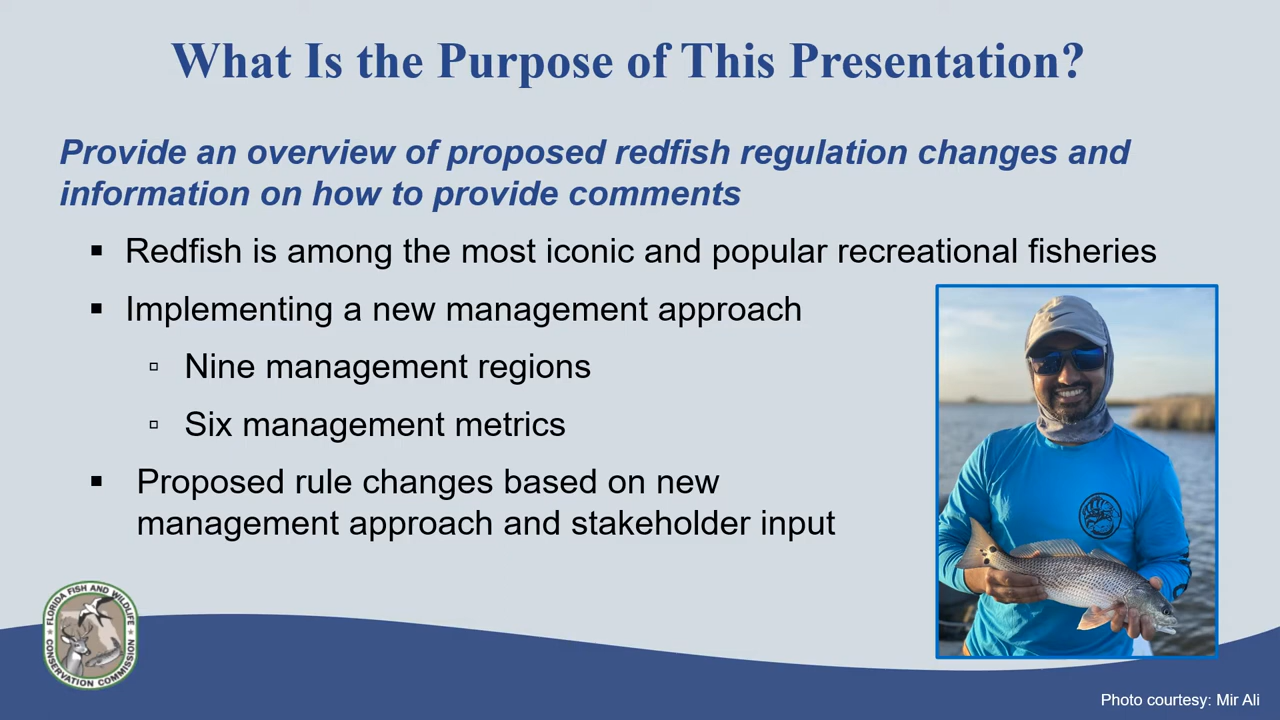 What Is the Purpose of This Presentation?
Provide an overview of proposed redfish regulation changes and
information on how to provide comments
▪ Redfish is among the most iconic and popular recreational fisheries
▪ Implementing a new management approach
▫ Nine management regions
▫ Six management metrics
▪ Proposed rule changes based on new
management approach and stakeholder input
FLORIDA FISH AND WILDLIFE
CONSERVATION COMMISSION
Photo courtesy: Mir Ali